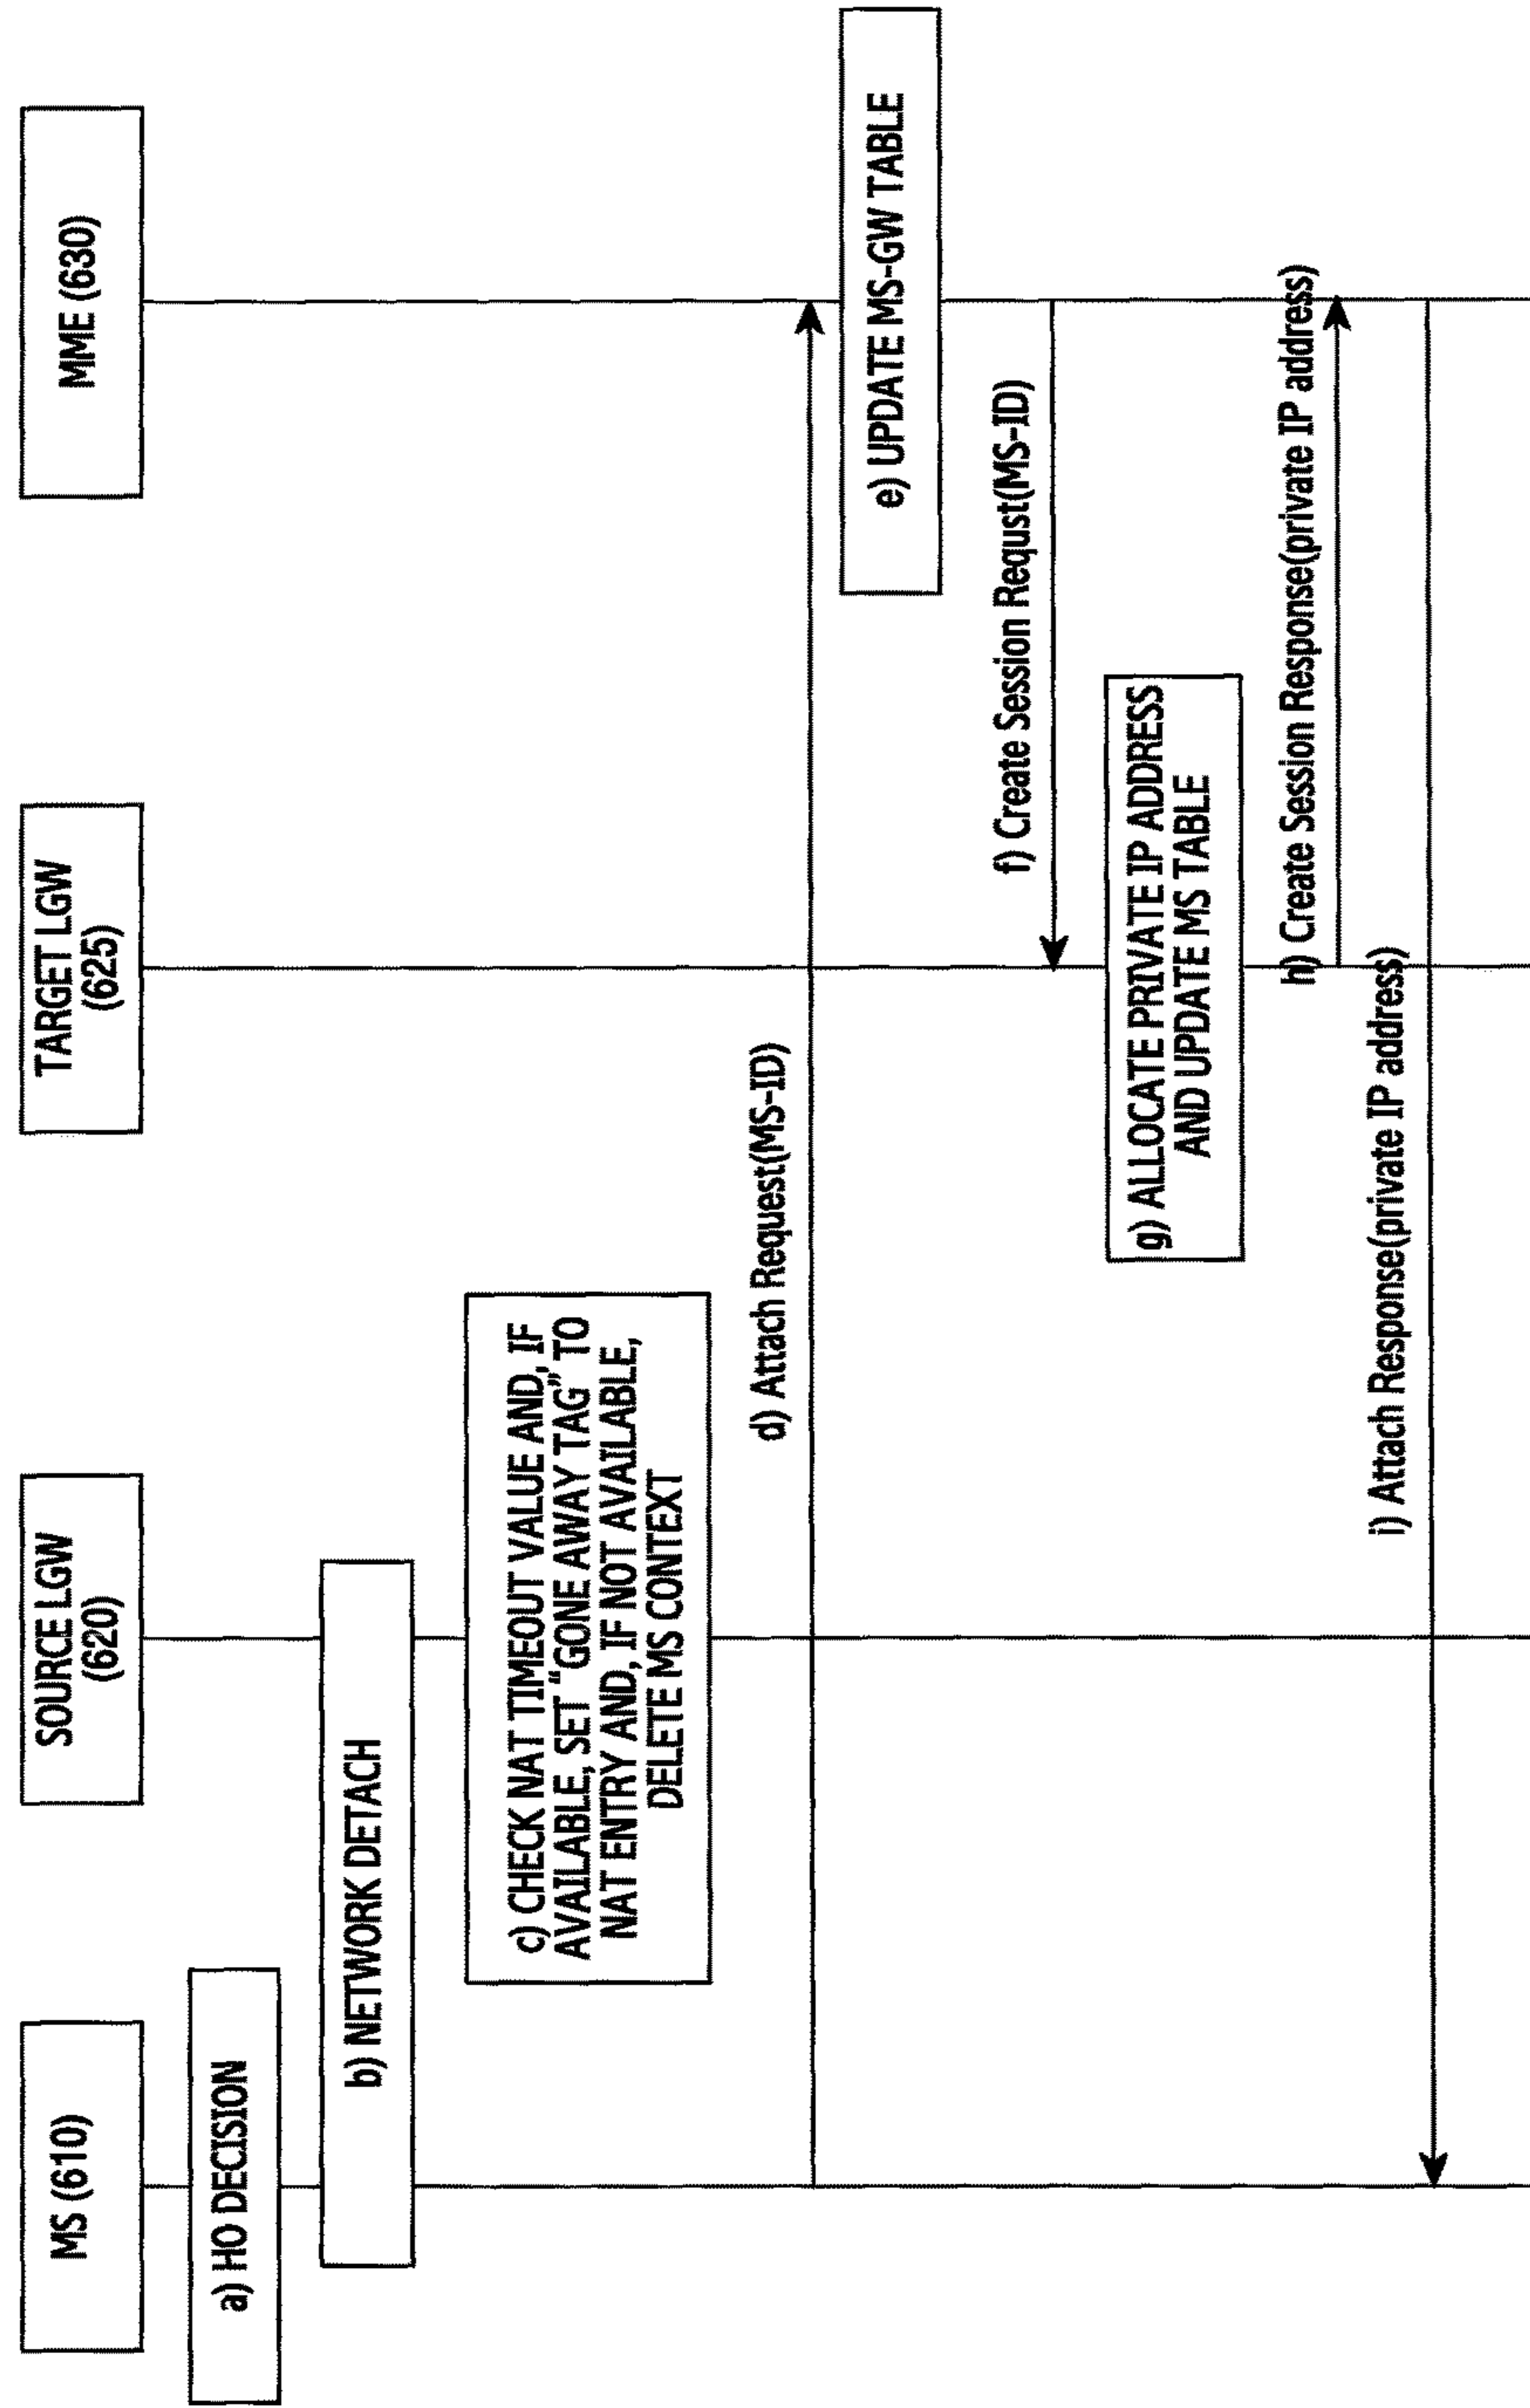 MS (610)
SOURCE LGW
(620)
TARGET LGW
(625)
MME (630)
a) HO DECISION
b) NETWORK DETACH
c) CHECK NAT TIMEOUT VALUE AND, IF
AVAILABLE, SET “GONE AWAY TAG” TO
NAT ENTRY AND, IF NOT AVAILABLE,
DELETE MS CONTEXT
d) Attach Request(MS-ID)
e) UPDATE MS-GW TABLE
f) Create Session Requst(MS-ID)
g) ALLOCATE PRIVATE IP ADDRESS
AND UPDATE MS TABLE
h) Create Session Response(private IP address)
i) Attach Response(private IP address)